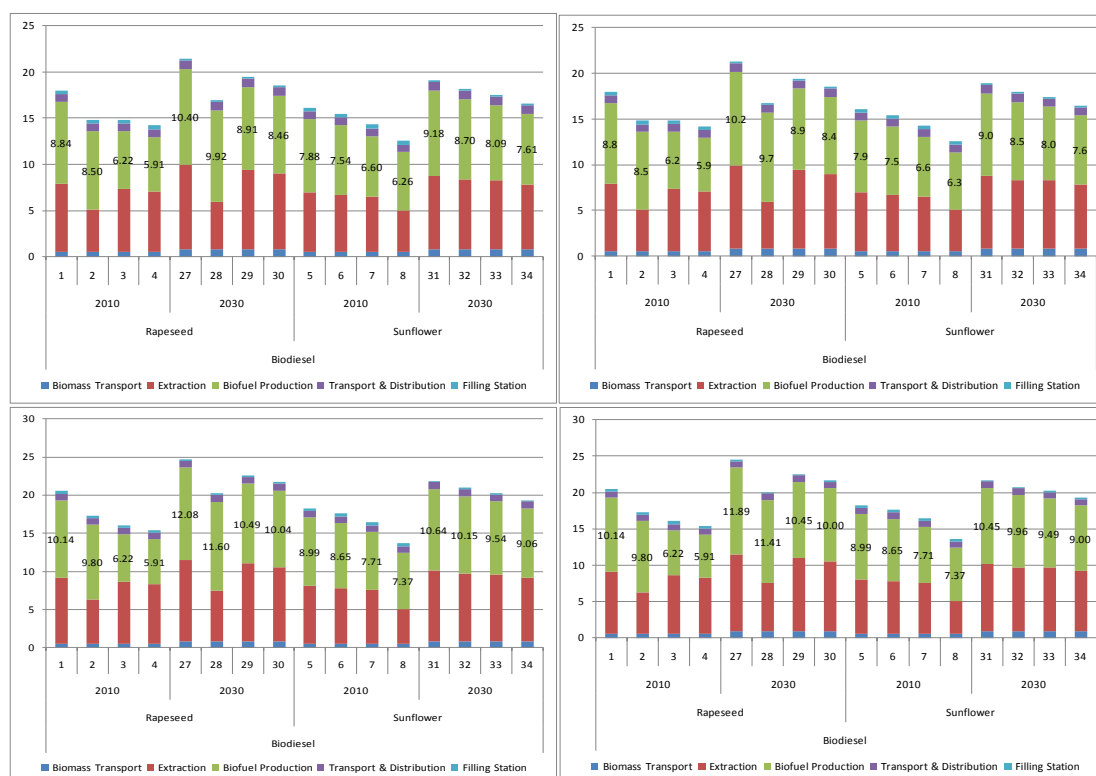 25
20
15
10
5
0
8.84 8.50 6.22 5.91 10.40 9.92 8.91 8.46 7.88 7.54 6.60 6.26 9.18 8.70 8.09 7.61
1 2 3 4 27 28 29 30 5 6 7 8 31 32 33 34
2010 2030 2010 2030
Rapeseed Sunflower
Biodiesel
Biomass Transport Extraction Biofuel Production Transport & Distribution Filling Station
25
20
15
10
5
0
8.8 8.5 6.2 5.9 10.2 9.7 8.9 8.4 7.9 7.5 6.6 6.3 9.0 8.5 8.0 7.6
1 2 3 4 27 28 29 30 5 6 7 8 31 32 33 34
2010 2030 2010 2030
Rapeseed Sunflower
Biodiesel
Biomass Transport Extraction Biofuel Production Transport & Distribution Filling Station
30
25
20
15
10
5
0
10.14 9.80 6.22 5.91 12.08 11.60 10.49 10.04 8.99 8.65 7.71 7.37 10.64 10.15 9.54 9.06
1 2 3 4 27 28 29 30 5 6 7 8 31 32 33 34
2010 2030 2010 2030
Rapeseed Sunflower
Biodiesel
Biomass Transport Extraction Biofuel Production Transport & Distribution Filling Station
30
25
20
15
10
5
0
10.14 9.80 6.22 5.91 11.89 11.41 10.45 10.00 8.99 8.65 7.71 7.37 10.45 9.96 9.49 9.00
1 2 3 4 27 28 29 30 5 6 7 8 31 32 33 34
2010 2030 2010 2030
Rapeseed Sunflower
Biodiesel
Biomass Transport Extraction Biofuel Production Transport & Distribution Filling Station